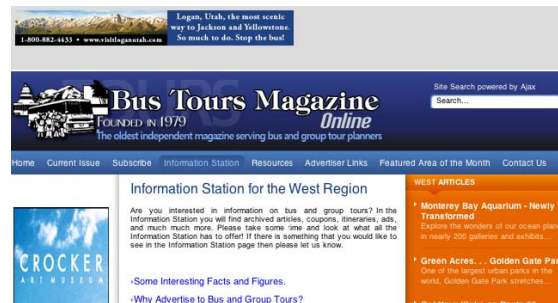 Logan, Utah, the most scenic
way to Jackson and Yellowstone.
So much to do. Stop the bus!
1-800-882-4433 • www.visitloganutah.com
Bus Tours Magazine
Online
FOUNDED IN 1979
The oldest independent magazine serving bus and group tour planners
Site Search powered by Ajax
Search...
Home Current Issue Subscribe Information Station Resources Advertiser Links Featured Area of the Month Contact Us
Information Station for the West Region
Are you interested in information on bus and group tours? In the
Information Station you will find archived articles, coupons, itineraries, ads,
and much much more. Please take some time and look at what all the
Information Station has to offer! If there is something that you would like to
see in the Information Station page then please let us know.
›Some Interesting Facts and Figures.
›Why Advertise to Bus and Group Tours?
CROCKER
ART MUSEUM
WEST ARTICLES
Monterey Bay Aquarium - Newly
Transformed
Explore the wonders of our ocean plan
in nearly 200 galleries and exhibits...
Green Acres. . . Golden Gate Par
One of the largest urban parks in the
world, Golden Gate Park stretches...